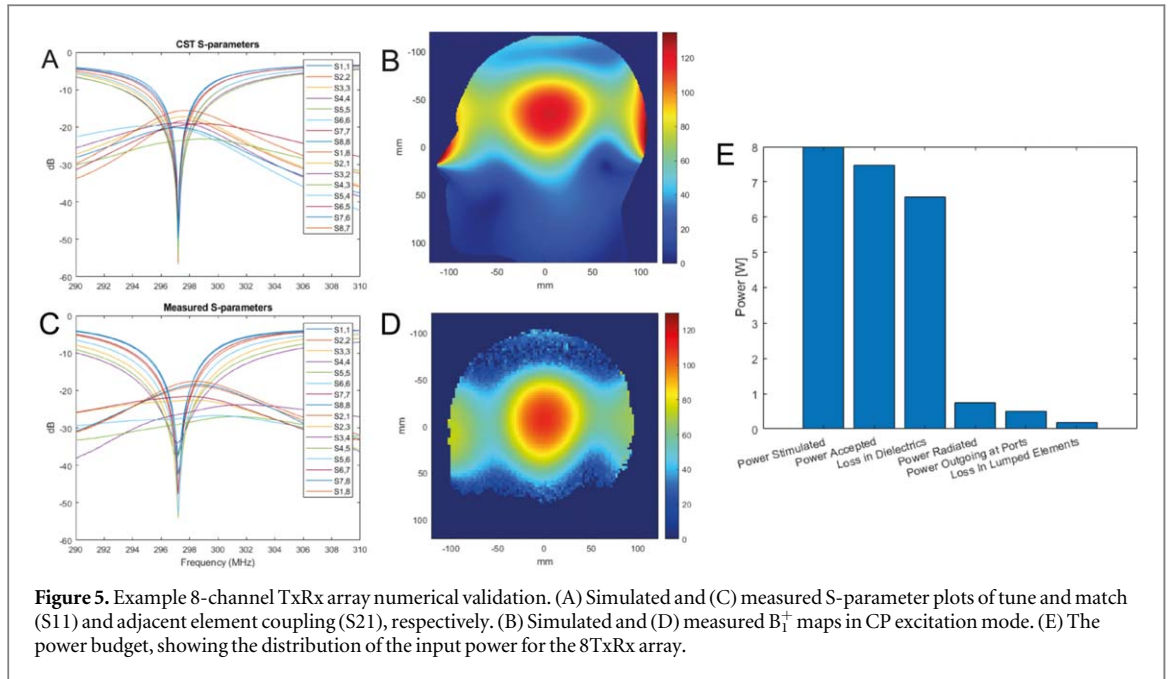 A
CST S-parameters
0
-10
-20
-30
-40
-50
-60
dB
290 292 294 296 298 300 302 304 306 308 310
S1,1
S2,2
S3,3
S4,4
S5,5
S6,6
S7,7
S8,8
S1,8
S2,1
S3,2
S4,3
S5,4
S6,5
S7,6
S8,7
B
-100
-50
0
50
100
mm
-100 -50 0 50 100
mm
120
100
80
60
40
20
0
C
Measured S-parameters
0
-10
-20
-30
-40
-50
-60
dB
290 292 294 296 298 300 302 304 306 308 310
Frequency (MHz)
S1,1
S2,2
S3,3
S4,4
S5,5
S6,6
S7,7
S8,8
S2,1
S2,3
S3,4
S4,5
S5,6
S6,7
S7,8
S1,8
D
-100
-50
0
50
100
mm
-100 -50 0 50 100
mm
120
100
80
60
40
20
0
E
8
7
6
5
4
3
2
1
0
Power [W]
Power Stimulated
Power Accepted
Loss in Dielectrics
Power Radiated
Power Outgoing at Ports
Loss In Lumped Elements
Figure 5. Example 8-channel TxRx array numerical validation. (A) Simulated and (C) measured S-parameter plots of tune and match
(S11) and adjacent element coupling (S21), respectively. (B) Simulated and (D) measured B₁⁺ maps in CP excitation mode. (E) The
power budget, showing the distribution of the input power for the 8TxRx array.